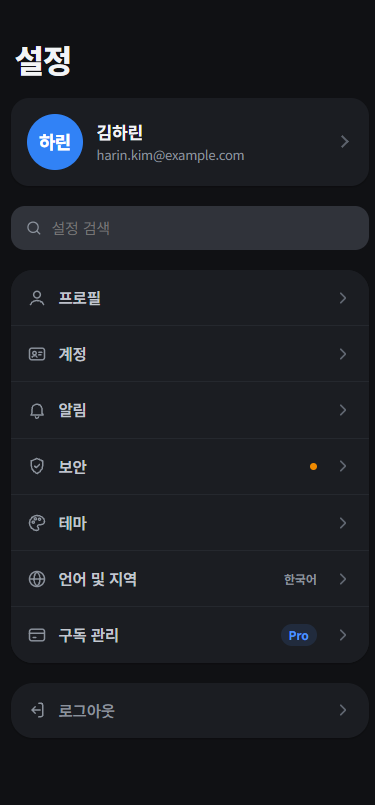 설정
하린
김하린
harin.kim@example.com
설정 검색
프로필
계정
알림
보안
테마
언어 및 지역
한국어
구독 관리
Pro
로그아웃